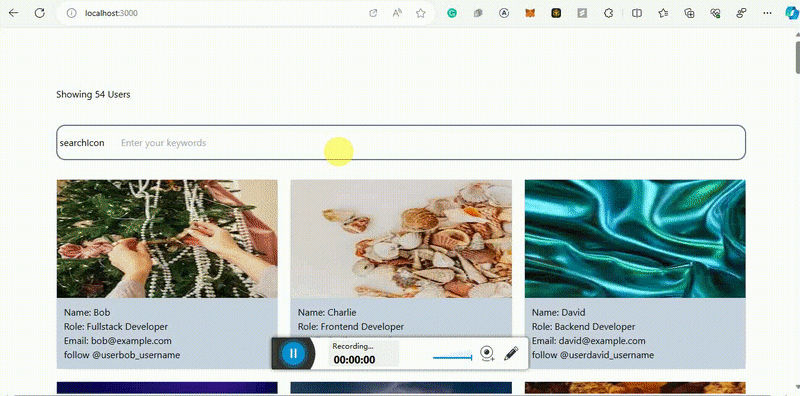 localhost:3000
Showing 54 Users
searchIcon Enter your keywords
Name: Bob
Role: Fullstack Developer
Email: bob@example.com
follow @userbob_username
Name: Charlie
Role: Frontend Developer
Name: David
Role: Backend Developer
Email: david@example.com
follow @userdavid_username
Recording...
00:00:00